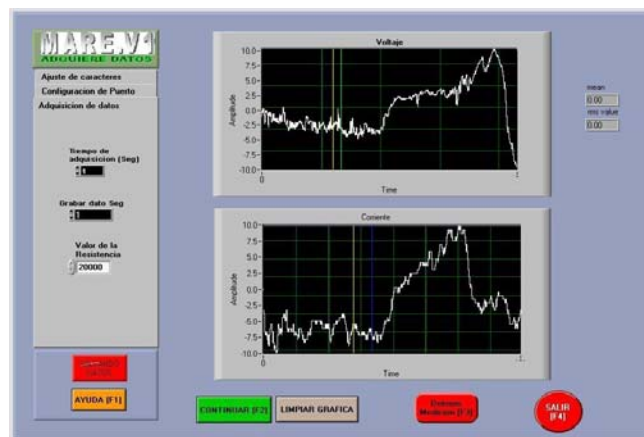 MARE.V1
ADQUIERE DATOS
Ajuste de caracteres
Configuracion de Puerto
Adquisicion de datos
Tiempo de
adquisicion (Seg)
Grabar dato Seg
1
Valor de la
Resistencia
20000
AYUDA [F1]
Voltaje
Amplitude
10.0
7.5
5.0
2.5
0.0
-2.5
-5.0
-7.5
-10.0
0
Time
Corriente
Amplitude
10.0
7.5
5.0
2.5
0.0
-2.5
-5.0
-7.5
-10.0
0
Time
mean
0.00
rms value
0.00
CONTINUAR [F2]
LIMPIAR GRAFICA
Detener
Medicion [F3]
SALIR
[F4]